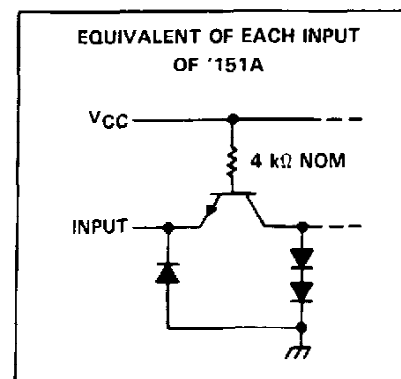 EQUIVALENT OF EACH INPUT
OF '151A
VCC
4 kΩ NOM
INPUT